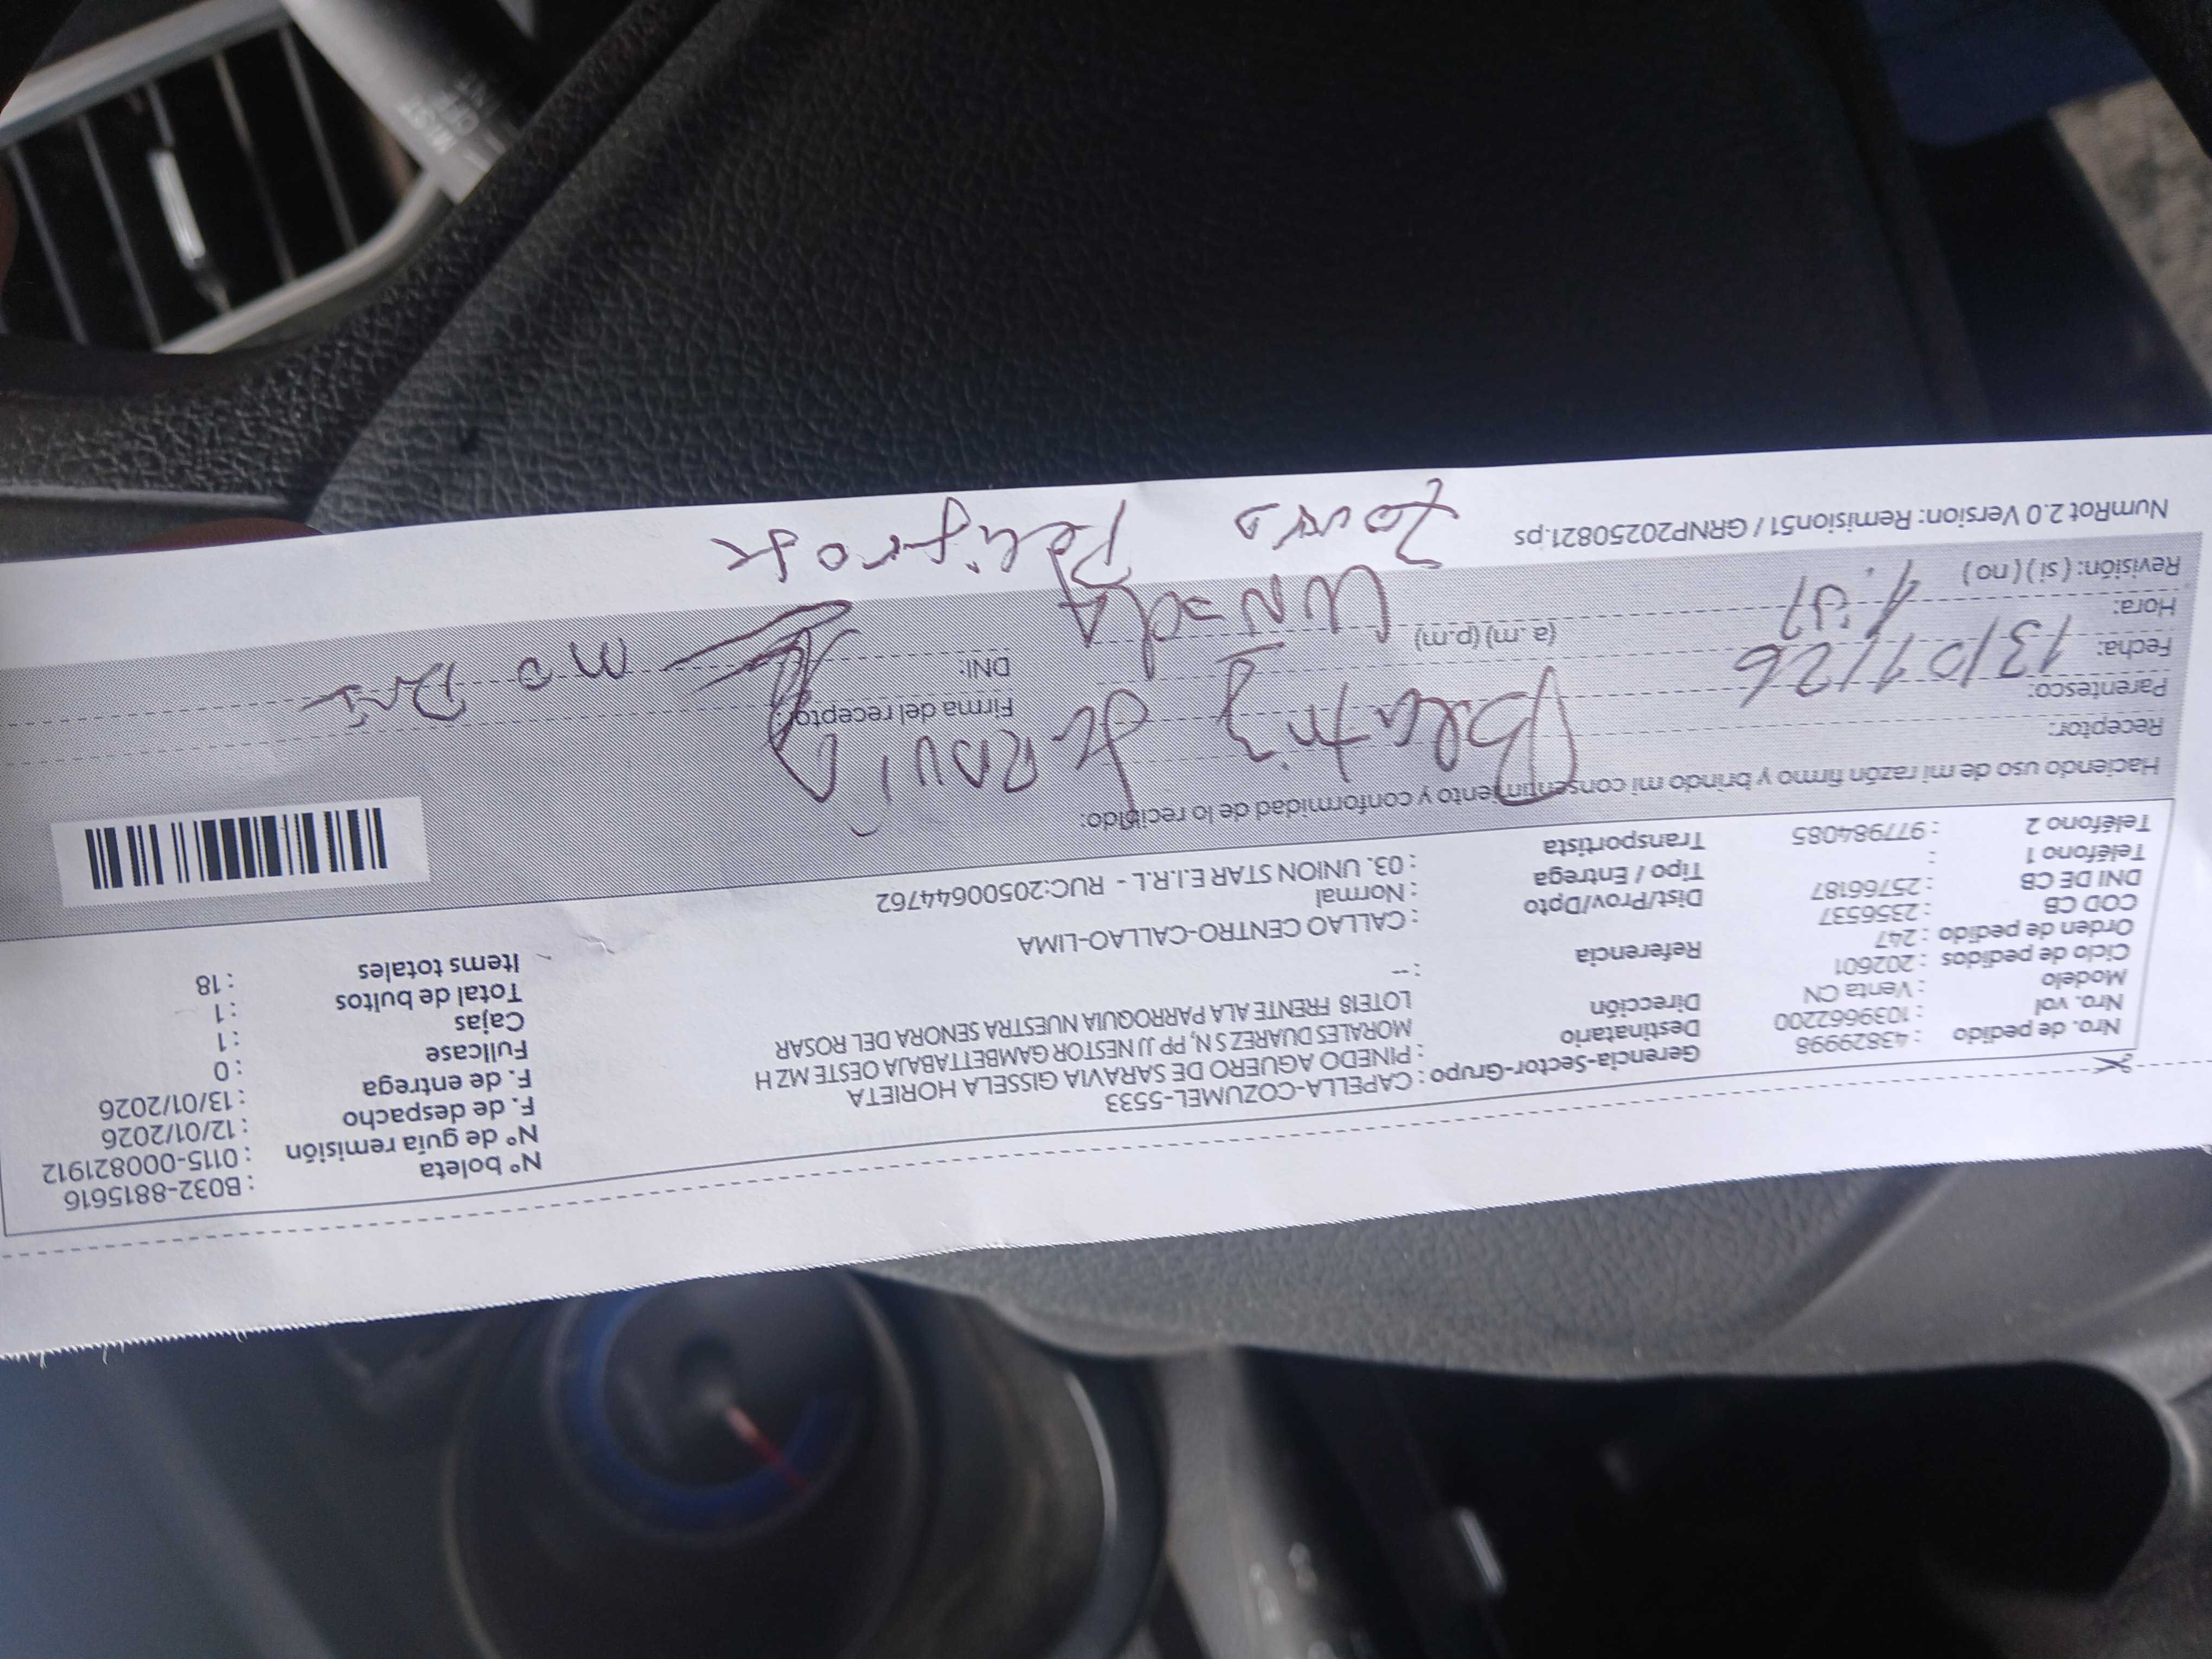 Nro. de pedido : 43829998
Nro. vol : 1039662200
Modelo : Venta CN
Ciclo de pedidos : 202601
Orden de pedido : 247
COD CB : 2356537
DNI DE CB : 25766187
Teléfono 1 :
Teléfono 2 : 977984085
Gerencia-Sector-Grupo : CAPELLA-COZUMEL-5533
Destinatario : PINEDO AGUERO DE SARAVIA GISSELA HORIETA
Dirección MORALES DUAREZ S N, PP JJ NESTOR GAMBETTABAJA OESTE MZ H
LOTE18 FRENTE ALA PARROQUIA NUESTRA SENORA DEL ROSAR
Referencia : --
Dist/Prov/Dpto : CALLAO CENTRO-CALLAO-LIMA
Tipo / Entrega : Normal
Transportista : 03. UNION STAR E.I.R.L - RUC:20500644762
N° boleta : B032-8815616
N° de guía remisión : 0115-000821912
F. de despacho : 12/01/2026
F. de entrega : 13/01/2026
Fullcase : 0
Cajas : 1
Total de bultos : 1
Items totales : 18
Haciendo uso de mi razón firmo y brindo mi consentimiento y conformidad de lo recibido:
Receptor:
Parentesco:
Fecha: 13/01/26
Hora: (a. m) (p.m)
Revisión: ( si ) ( no )
Firma del receptor:
DNI:
Beatriz de
NumRot 2.0 Version: Remision51 / GRNP20250821.ps
Peligrosa